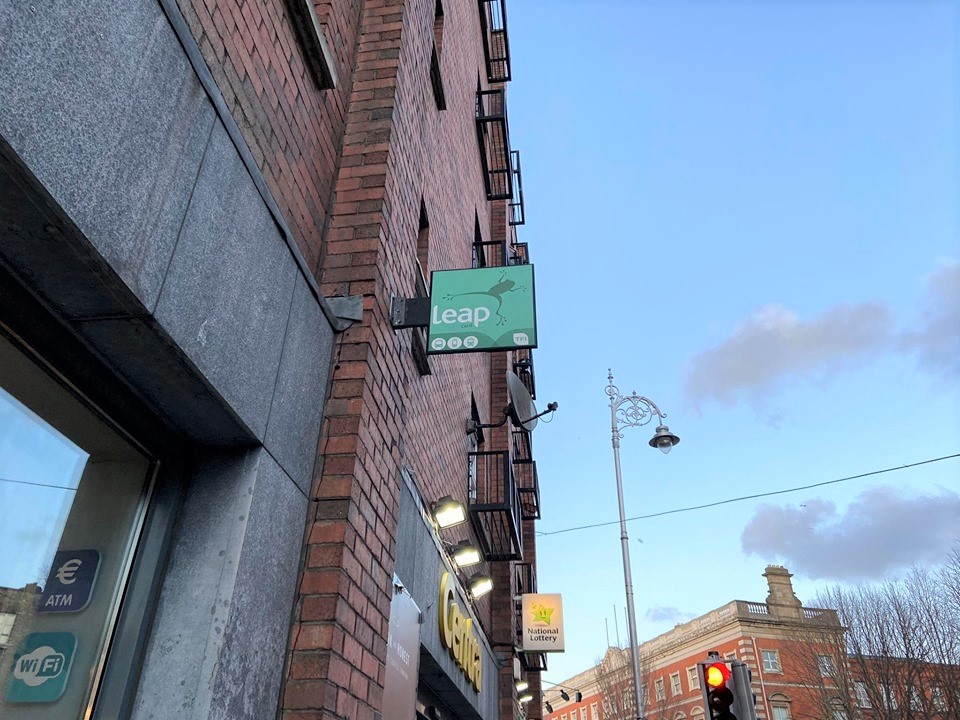 leap
card
TFI
€
ATM
WiFi
Centra
National
Lottery